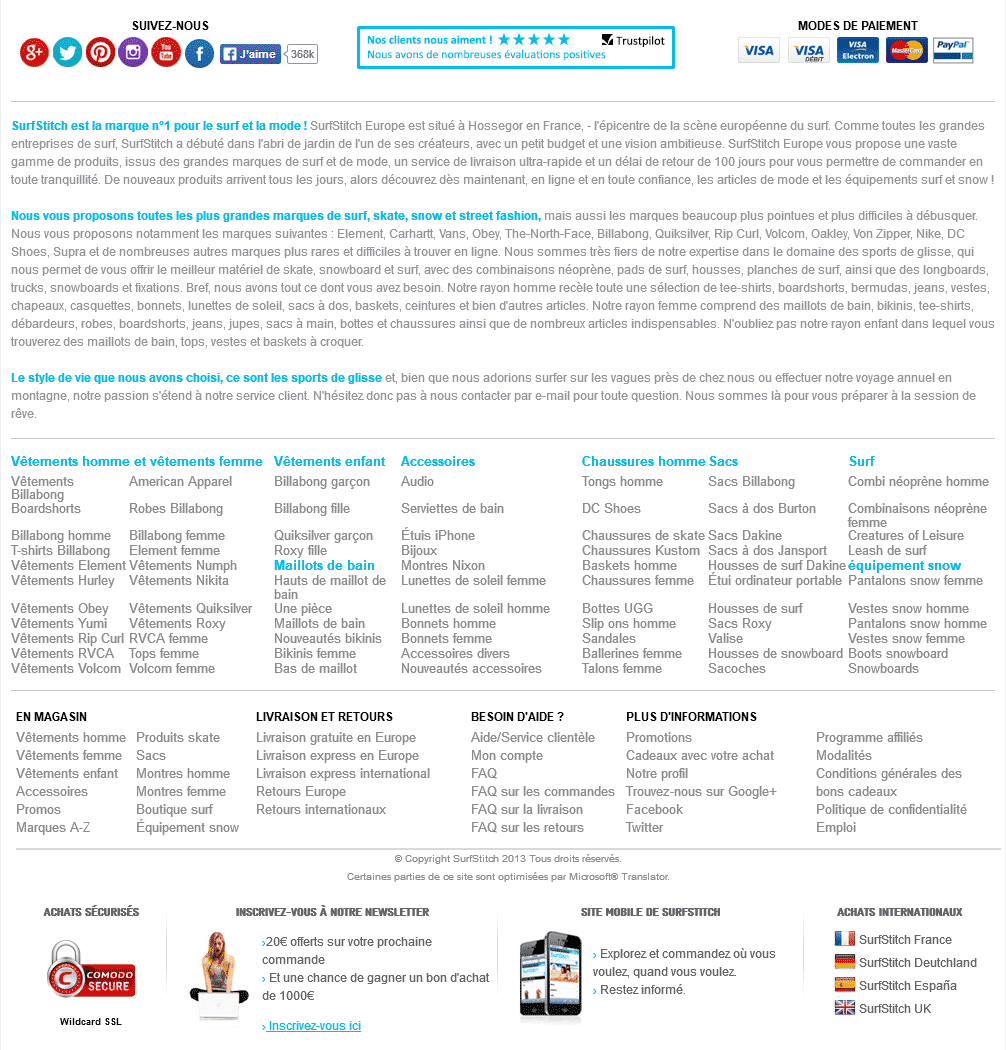 SUIVEZ-NOUS
MODES DE PAIEMENT
g+ f J'aime 368k
Nos clients nous aiment ! ★★★★★ Trustpilot
Nous avons de nombreuses évaluations positives
VISA VISA DÉBIT VISA Electron MasterCard PayPal
SurfStitch est la marque n°1 pour le surf et la mode ! SurfStitch Europe est situé à Hossegor en France, - l'épicentre de la scène européenne du surf. Comme toutes les grandes
entreprises de surf, SurfStitch a débuté dans l'abri de jardin de l'un de ses créateurs, avec un petit budget et une vision ambitieuse. SurfStitch Europe vous propose une vaste
gamme de produits, issus des grandes marques de surf et de mode, un service de livraison ultra-rapide et un délai de retour de 100 jours pour vous permettre de commander en
toute tranquillité. De nouveaux produits arrivent tous les jours, alors découvrez dès maintenant, en ligne et en toute confiance, les articles de mode et les équipements surf et snow !
Nous vous proposons toutes les plus grandes marques de surf, skate, snow et street fashion, mais aussi les marques beaucoup plus pointues et plus difficiles à débusquer.
Nous vous proposons notamment les marques suivantes : Element, Carhartt, Vans, Obey, The-North-Face, Billabong, Quiksilver, Rip Curl, Volcom, Oakley, Von Zipper, Nike, DC
Shoes, Supra et de nombreuses autres marques plus rares et difficiles à trouver en ligne. Nous sommes très fiers de notre expertise dans le domaine des sports de glisse, qui
nous permet de vous offrir le meilleur matériel de skate, snowboard et surf, avec des combinaisons néoprène, pads de surf, housses, planches de surf, ainsi que des longboards,
trucks, snowboards et fixations. Bref, nous avons tout ce dont vous avez besoin. Notre rayon homme recèle toute une sélection de tee-shirts, boardshorts, bermudas, jeans, vestes,
chapeaux, casquettes, bonnets, lunettes de soleil, sacs à dos, baskets, ceintures et bien d'autres articles. Notre rayon femme comprend des maillots de bain, bikinis, tee-shirts,
débardeurs, robes, boardshorts, jeans, jupes, sacs à main, bottes et chaussures ainsi que de nombreux articles indispensables. N'oubliez pas notre rayon enfant dans lequel vous
trouverez des maillots de bain, tops, vestes et baskets à croquer.
Le style de vie que nous avons choisi, ce sont les sports de glisse et, bien que nous adorions surfer sur les vagues près de chez nous ou effectuer notre voyage annuel en
montagne, notre passion s'étend à notre service client. N'hésitez donc pas à nous contacter par e-mail pour toute question. Nous sommes là pour vous préparer à la session de
rêve.
Vêtements homme et vêtements femme Vêtements enfant Accessoires Chaussures homme Sacs Surf
Vêtements American Apparel Billabong garçon Audio Tongs homme Sacs Billabong Combi néoprène homme
Billabong
Boardshorts Robes Billabong Billabong fille Serviettes de bain DC Shoes Sacs à dos Burton Combinaisons néoprène
femme
Billabong homme Billabong femme Quiksilver garçon Étuis iPhone Chaussures de skate Sacs Dakine Creatures of Leisure
T-shirts Billabong Element femme Roxy fille Bijoux Chaussures Kustom Sacs à dos Jansport Leash de surf
Vêtements Element Vêtements Numph Maillots de bain Montres Nixon Baskets homme Housses de surf Dakine équipement snow
Vêtements Hurley Vêtements Nikita Hauts de maillot de Lunettes de soleil femme Chaussures femme Étui ordinateur portable Pantalons snow femme
bain
Vêtements Obey Vêtements Quiksilver Une pièce Lunettes de soleil homme Bottes UGG Housses de surf Vestes snow homme
Vêtements Yumi Vêtements Roxy Maillots de bain Bonnets homme Slip ons homme Sacs Roxy Pantalons snow homme
Vêtements Rip Curl RVCA femme Nouveautés bikinis Bonnets femme Sandales Valise Vestes snow femme
Vêtements RVCA Tops femme Bikinis femme Accessoires divers Ballerines femme Housses de snowboard Boots snowboard
Vêtements Volcom Volcom femme Bas de maillot Nouveautés accessoires Talons femme Sacoches Snowboards
EN MAGASIN LIVRAISON ET RETOURS BESOIN D'AIDE ? PLUS D'INFORMATIONS
Vêtements homme Produits skate Livraison gratuite en Europe Aide/Service clientèle Promotions Programme affiliés
Vêtements femme Sacs Livraison express en Europe Mon compte Cadeaux avec votre achat Modalités
Vêtements enfant Montres homme Livraison express international FAQ Notre profil Conditions générales des
Accessoires Montres femme Retours Europe FAQ sur les commandes Trouvez-nous sur Google+ bons cadeaux
Promos Boutique surf Retours internationaux FAQ sur la livraison Facebook Politique de confidentialité
Marques A-Z Équipement snow FAQ sur les retours Twitter Emploi
© Copyright SurfStitch 2013 Tous droits réservés.
Certaines parties de ce site sont optimisées par Microsoft® Translator.
ACHATS SÉCURISÉS
COMODO
SECURE
Wildcard SSL
INSCRIVEZ-VOUS À NOTRE NEWSLETTER
›20€ offerts sur votre prochaine
commande
› Et une chance de gagner un bon d'achat
de 1000€
› Inscrivez-vous ici
SITE MOBILE DE SURFSTITCH
› Explorez et commandez où vous
voulez, quand vous voulez.
› Restez informé.
ACHATS INTERNATIONAUX
SurfStitch France
SurfStitch Deutchland
SurfStitch España
SurfStitch UK